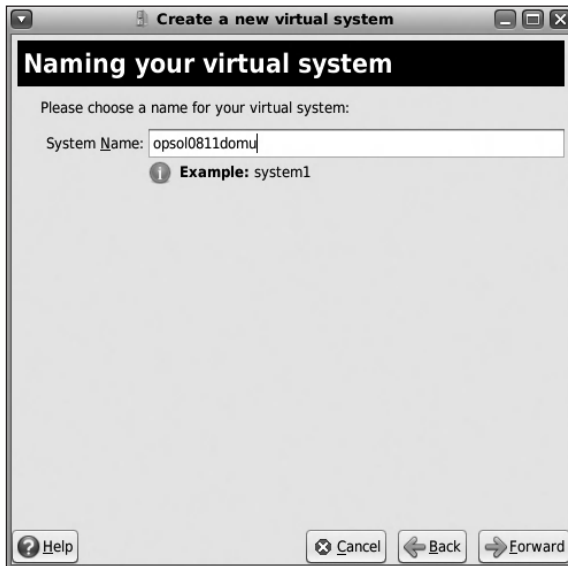 Create a new virtual system
Naming your virtual system
Please choose a name for your virtual system:
System Name: opsol0811domu
Example: system1
Help Cancel Back Forward